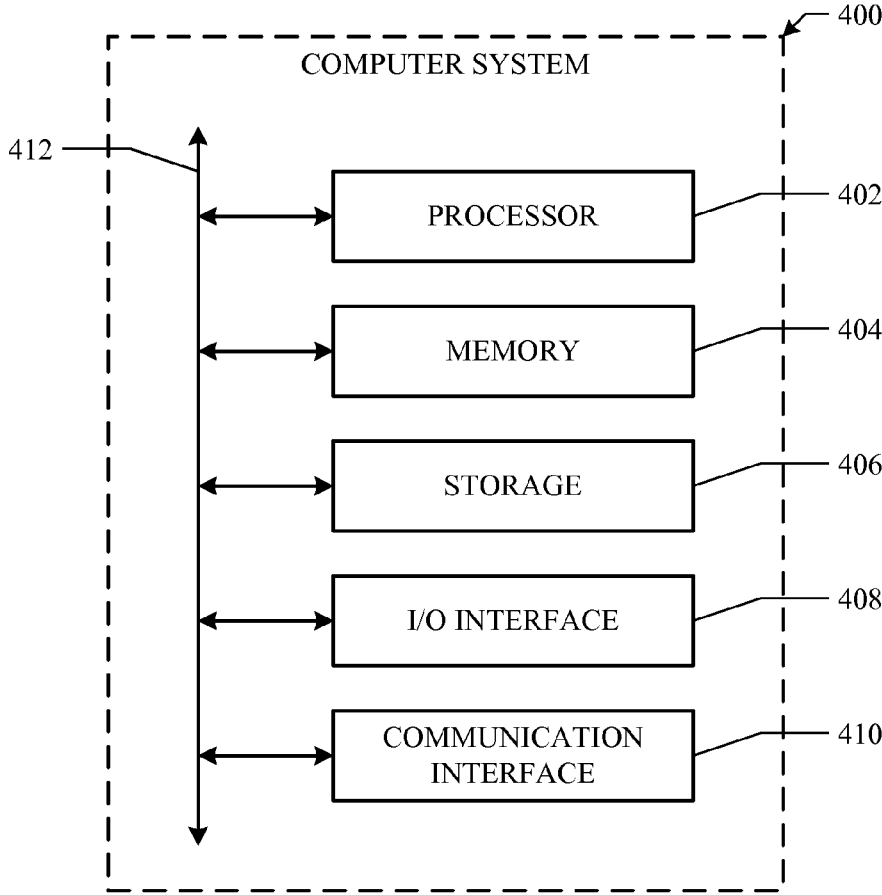 400
COMPUTER SYSTEM
412
PROCESSOR
402
MEMORY
404
STORAGE
406
I/O INTERFACE
408
COMMUNICATION
INTERFACE
410